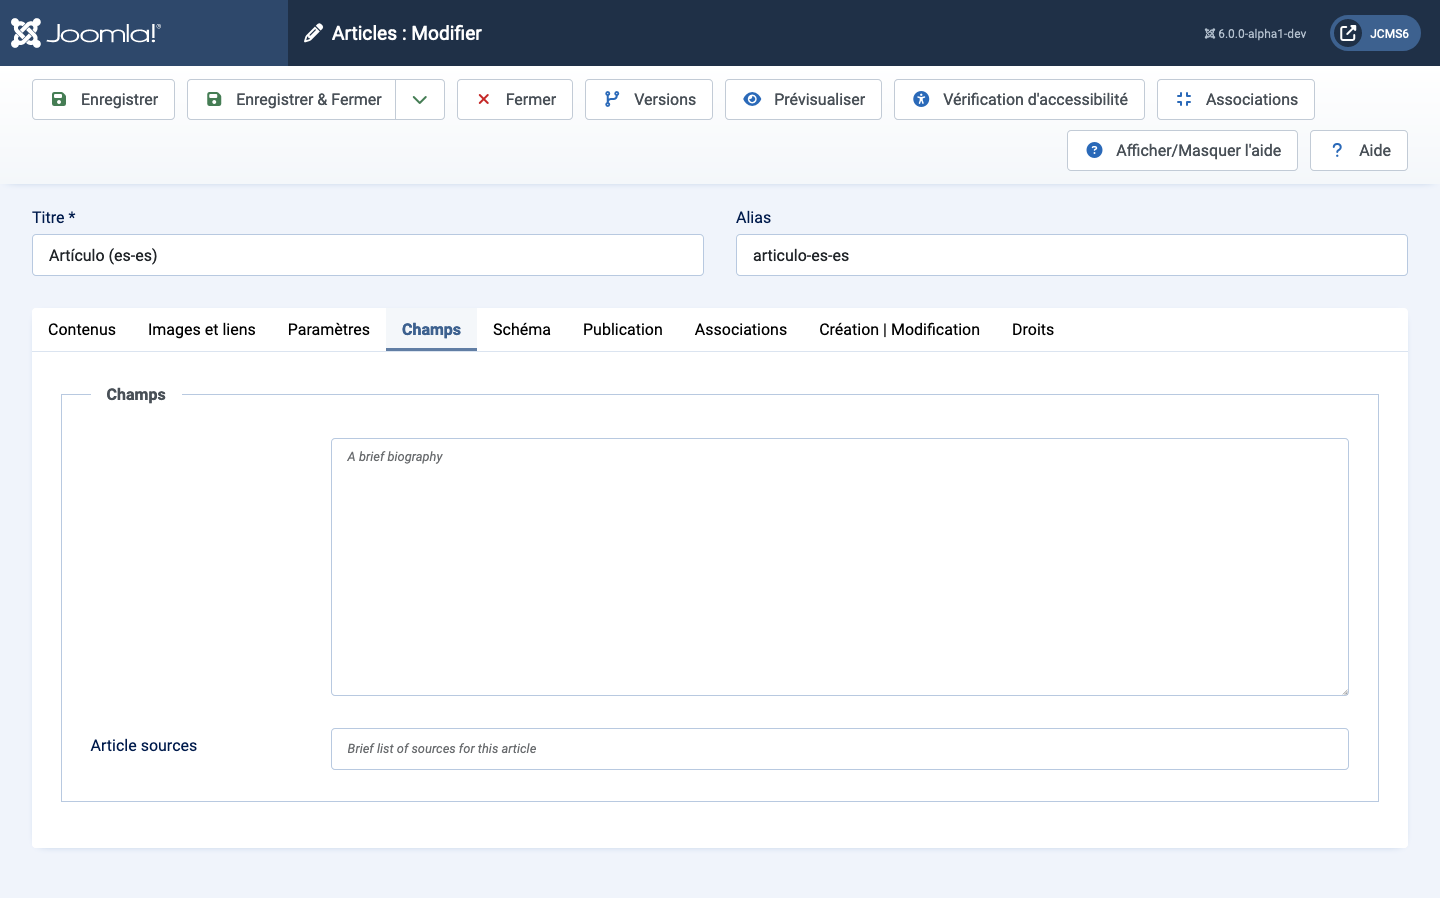 Joomla!®
Articles : Modifier
6.0.0-alpha1-dev
JCMS6
Enregistrer
Enregistrer & Fermer
Fermer
Versions
Prévisualiser
Vérification d'accessibilité
Associations
Afficher/Masquer l'aide
? Aide
Titre *
Alias
Artículo (es-es)
articulo-es-es
Contenus
Images et liens
Paramètres
Champs
Schéma
Publication
Associations
Création | Modification
Droits
Champs
A brief biography
Article sources
Brief list of sources for this article